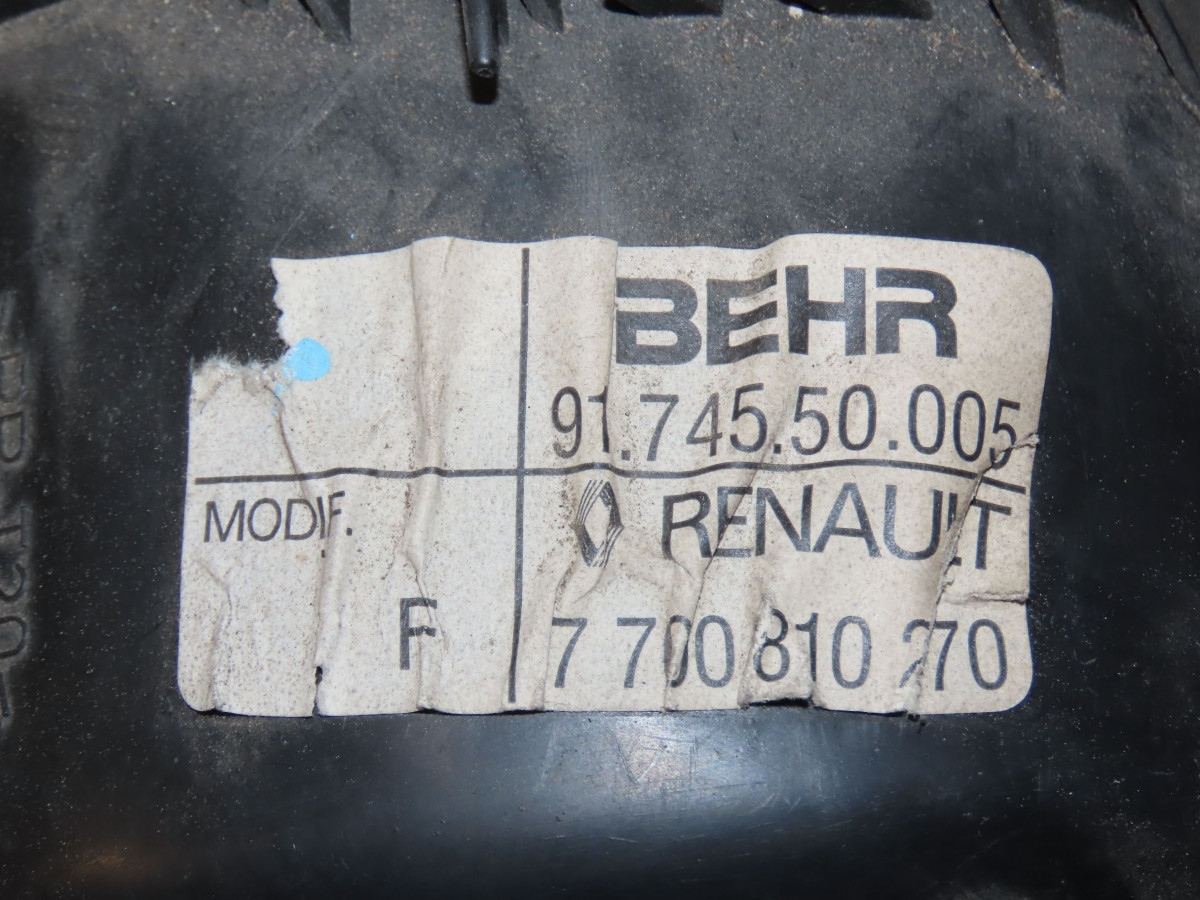 BEHR
91.745.50.005
MODIF.
RENAULT
F
7 700 810 270